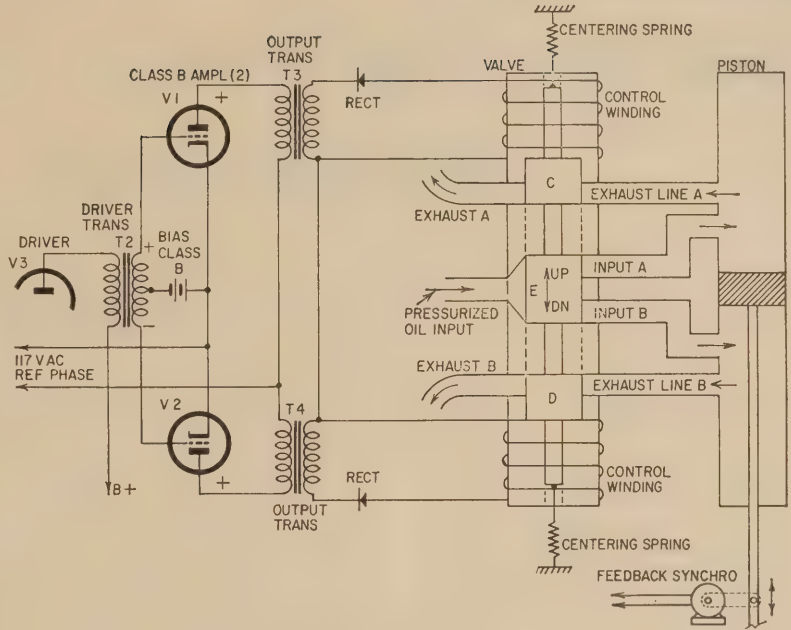 CENTERING SPRING
OUTPUT
TRANS
T3
CLASS B AMPL (2)
V1
+
RECT
VALVE
PISTON
CONTROL
WINDING
C
EXHAUST LINE A
EXHAUST A
DRIVER
TRANS
T2
DRIVER
V3
+
BIAS
CLASS
B
−
UP
E
DN
INPUT A
INPUT B
PRESSURIZED
OIL INPUT
117 VAC
REF PHASE
EXHAUST B
D
EXHAUST LINE B
V2
+
B+
T4
OUTPUT
TRANS
RECT
CONTROL
WINDING
CENTERING SPRING
FEEDBACK SYNCHRO